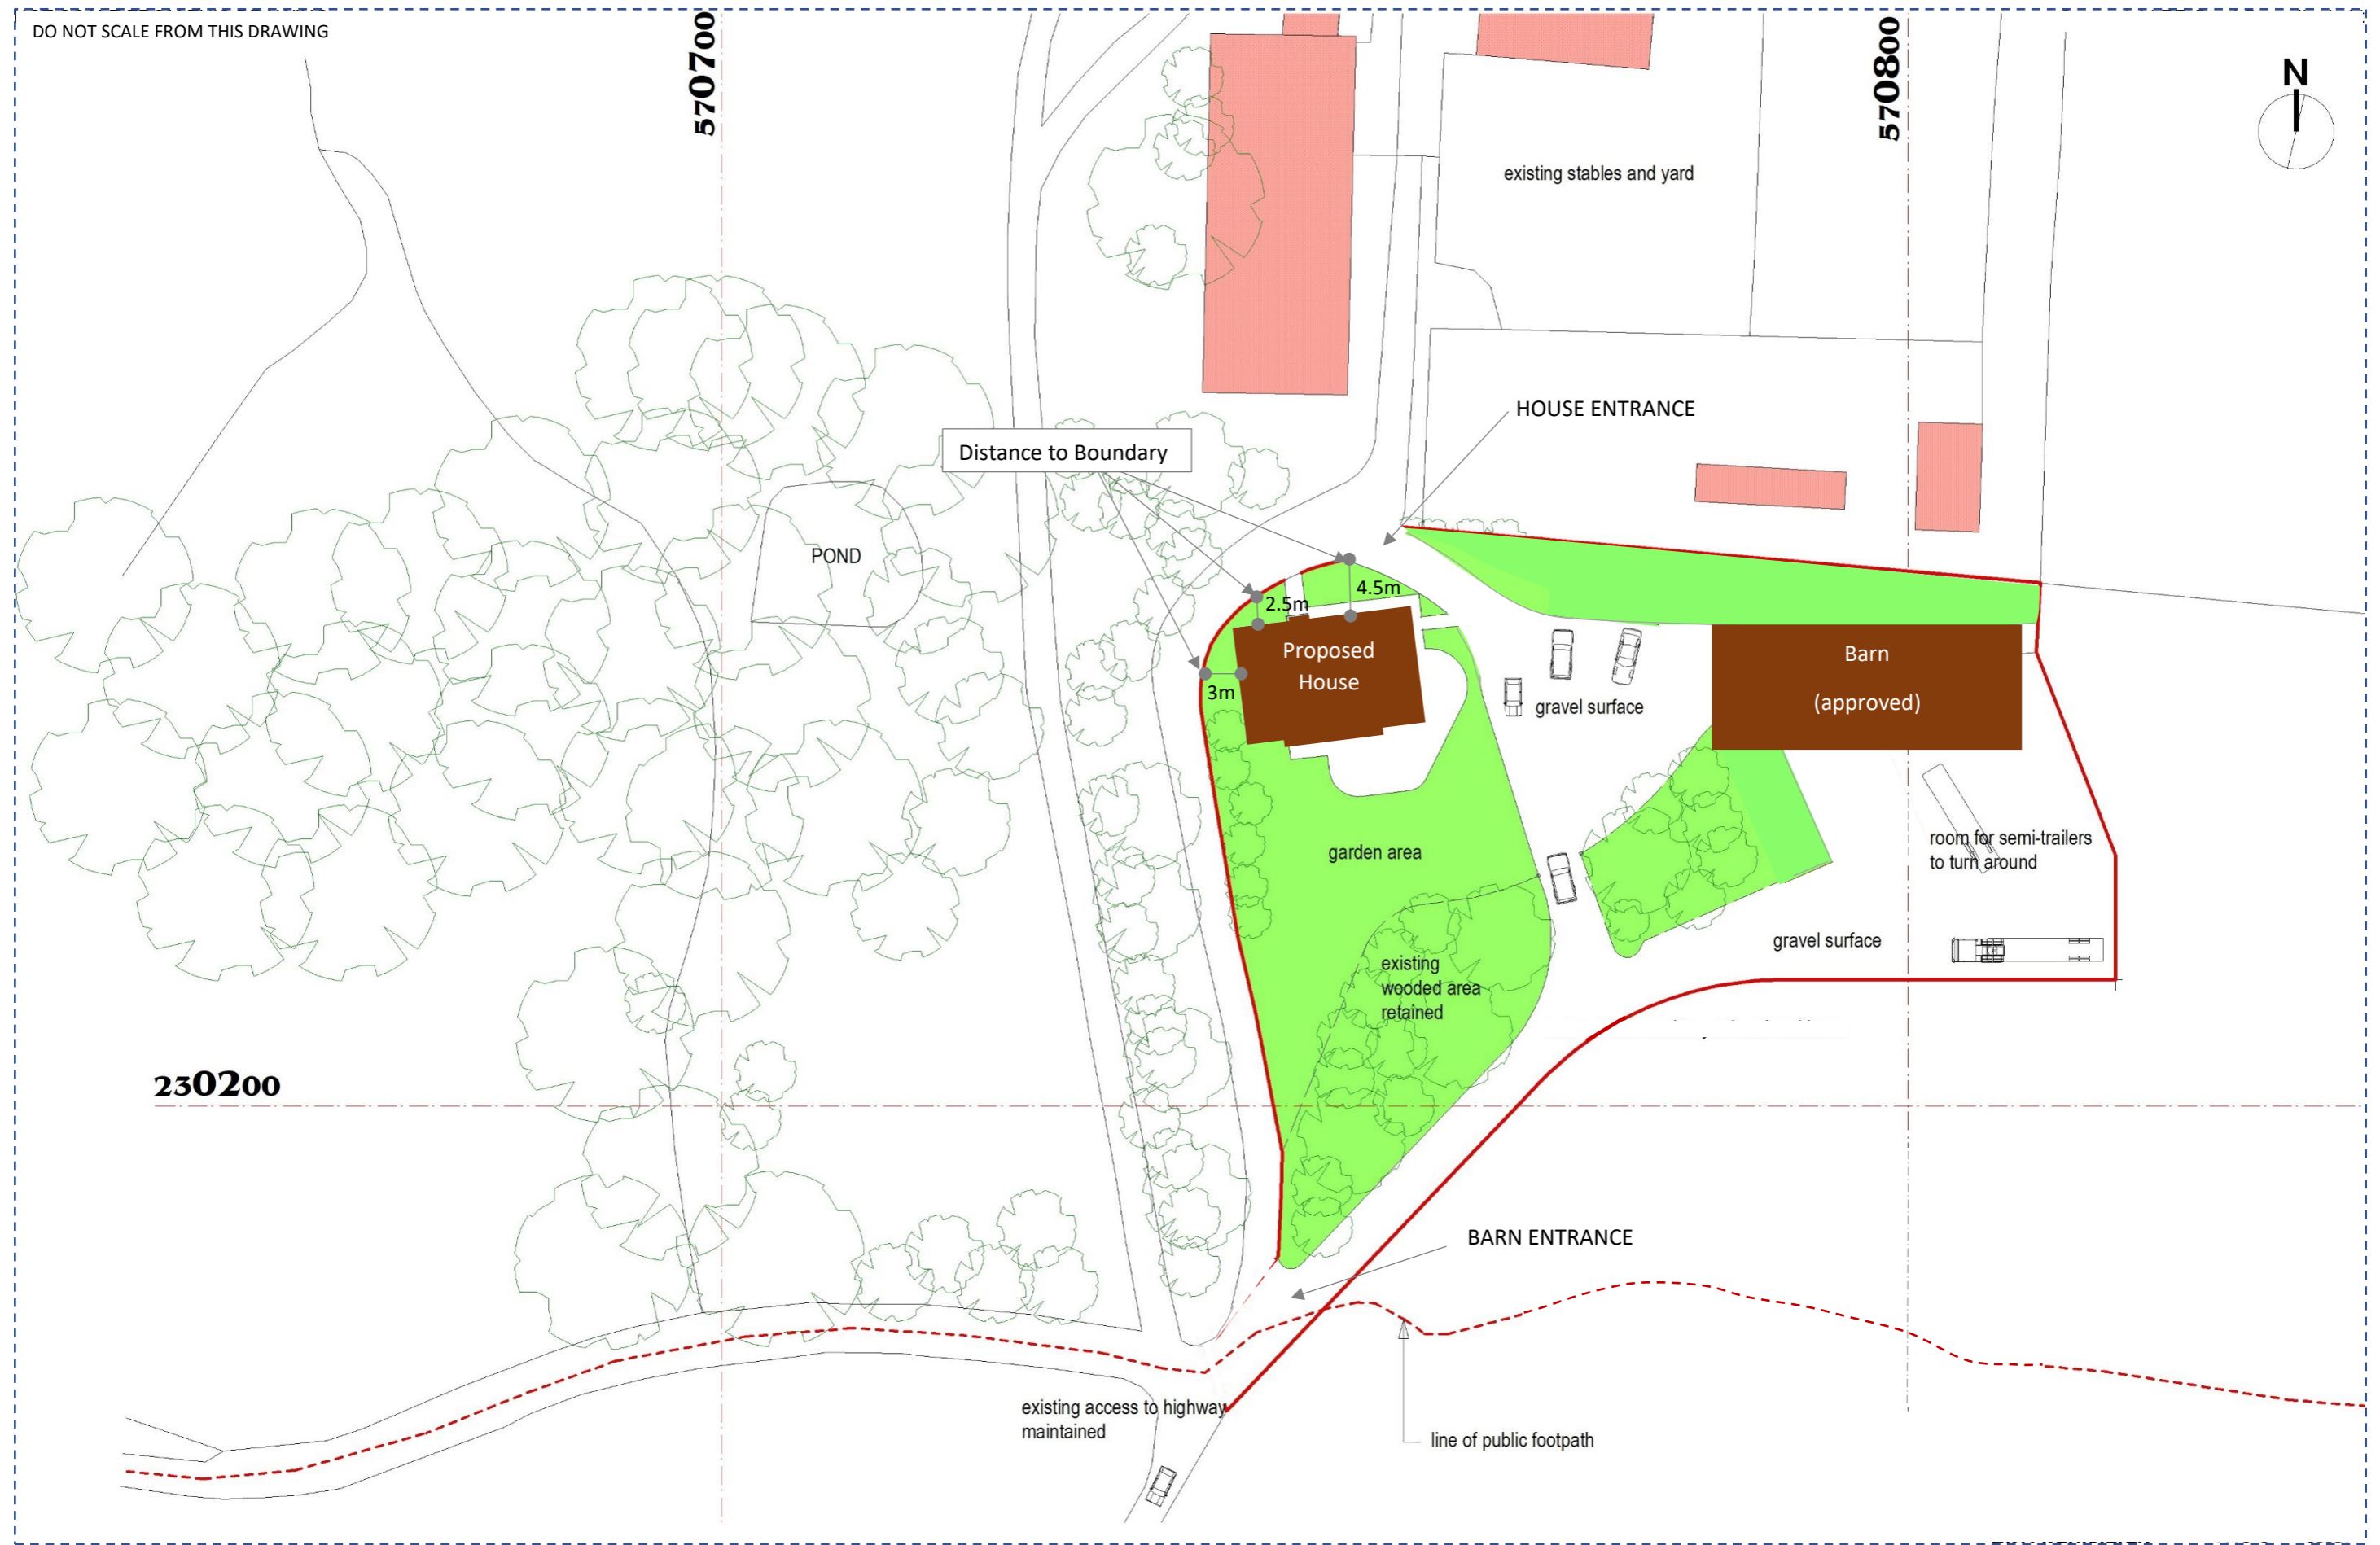 DO NOT SCALE FROM THIS DRAWING
570700
570800
N
existing stables and yard
HOUSE ENTRANCE
Distance to Boundary
POND
4.5m
2.5m
Proposed
House
3m
Barn
(approved)
gravel surface
garden area
room for semi-trailers
to turn around
gravel surface
existing
wooded area
retained
230200
BARN ENTRANCE
existing access to highway
maintained
line of public footpath